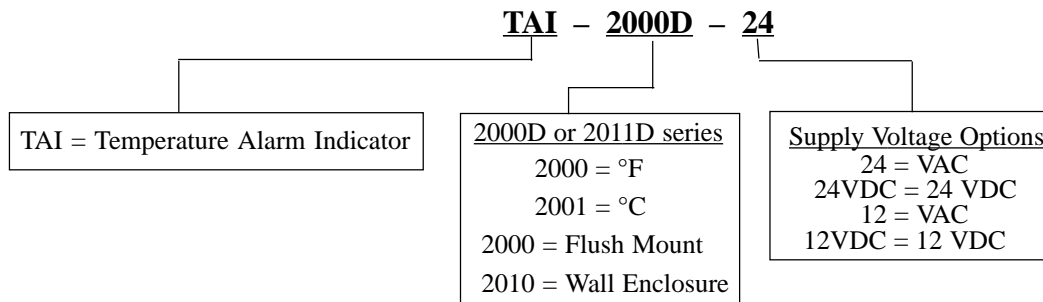 TAI – 2000D – 24
TAI = Temperature Alarm Indicator
2000D or 2011D series
2000 = °F
2001 = °C
2000 = Flush Mount
2010 = Wall Enclosure
Supply Voltage Options
24 = VAC
24VDC = 24 VDC
12 = VAC
12VDC = 12 VDC